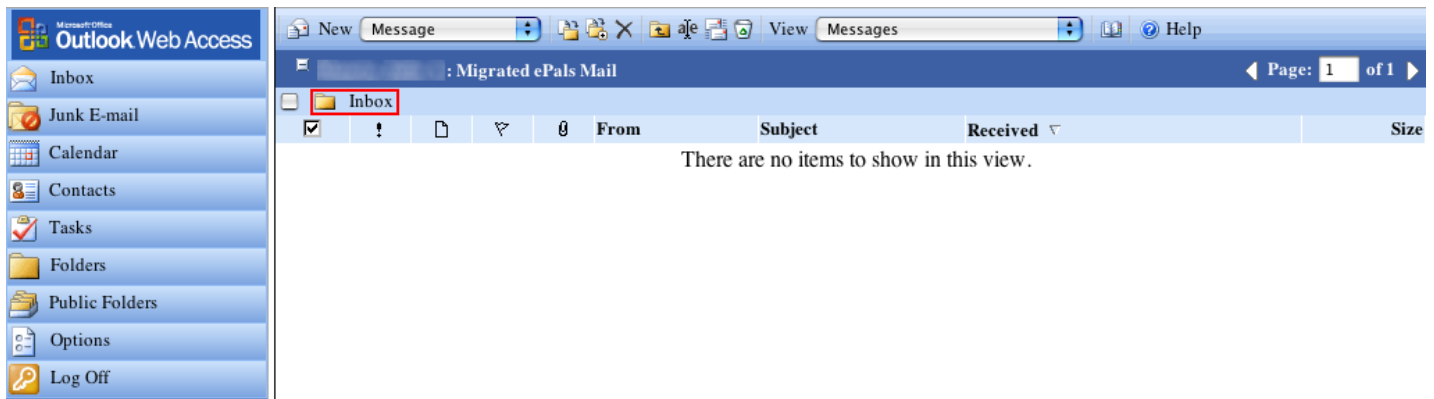 Microsoft Office
Outlook Web Access
Inbox
Junk E-mail
Calendar
Contacts
Tasks
Folders
Public Folders
Options
Log Off
New Message View Messages Help
: Migrated ePals Mail Page: 1 of 1
Inbox
From Subject Received Size
There are no items to show in this view.